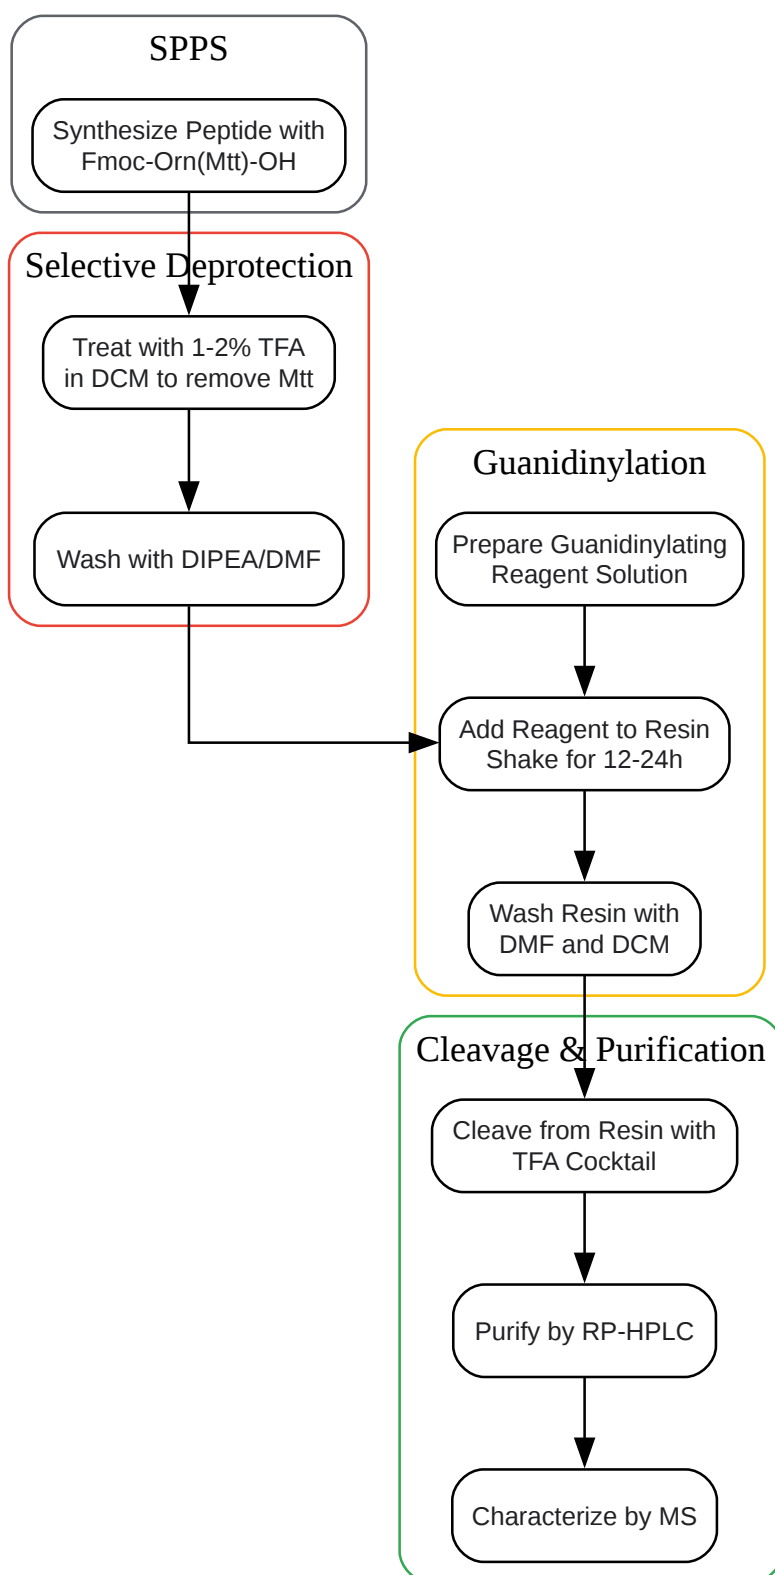 SPPS
Synthesize Peptide with
Fmoc-Orn(Mtt)-OH
Selective Deprotection
Treat with 1-2% TFA
in DCM to remove Mtt
Wash with DIPEA/DMF
Guanidinylation
Prepare Guanidinylating
Reagent Solution
Add Reagent to Resin
Shake for 12-24h
Wash Resin with
DMF and DCM
Cleavage & Purification
Cleave from Resin with
TFA Cocktail
Purify by RP-HPLC
Characterize by MS